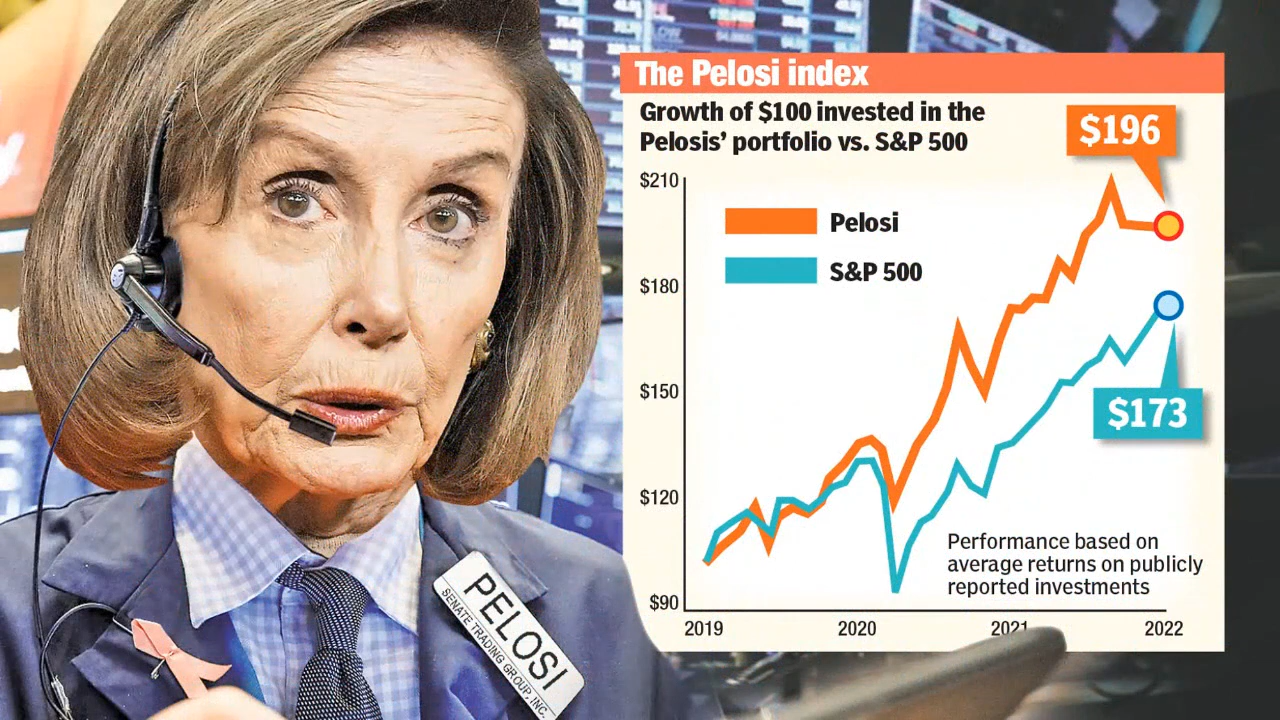 The Pelosi index
Growth of $100 invested in the
Pelosis' portfolio vs. S&P 500
$196
$210
Pelosi
S&P 500
$180
$150
$173
$120
Performance based on
average returns on publicly
reported investments
$90
2019 2020 2021 2022
PELOSI
SENATE TRADING GROUP, INC.